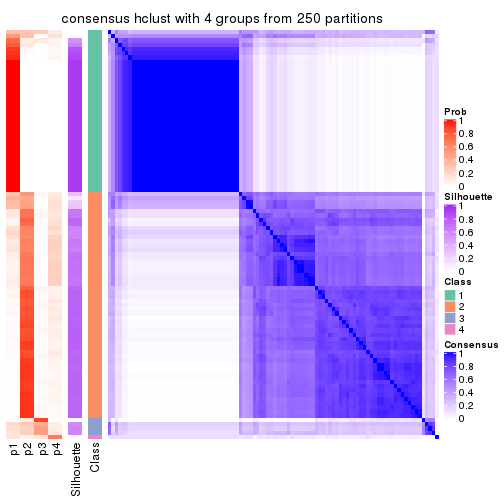 consensus hclust with 4 groups from 250 partitions
Prob
1
0.8
0.6
0.4
0.2
0
Silhouette
1
0.8
0.6
0.4
0.2
0
Class
1
2
3
4
Consensus
1
0.8
0.6
0.4
0.2
0
p1
p2
p3
p4
Silhouette
Class